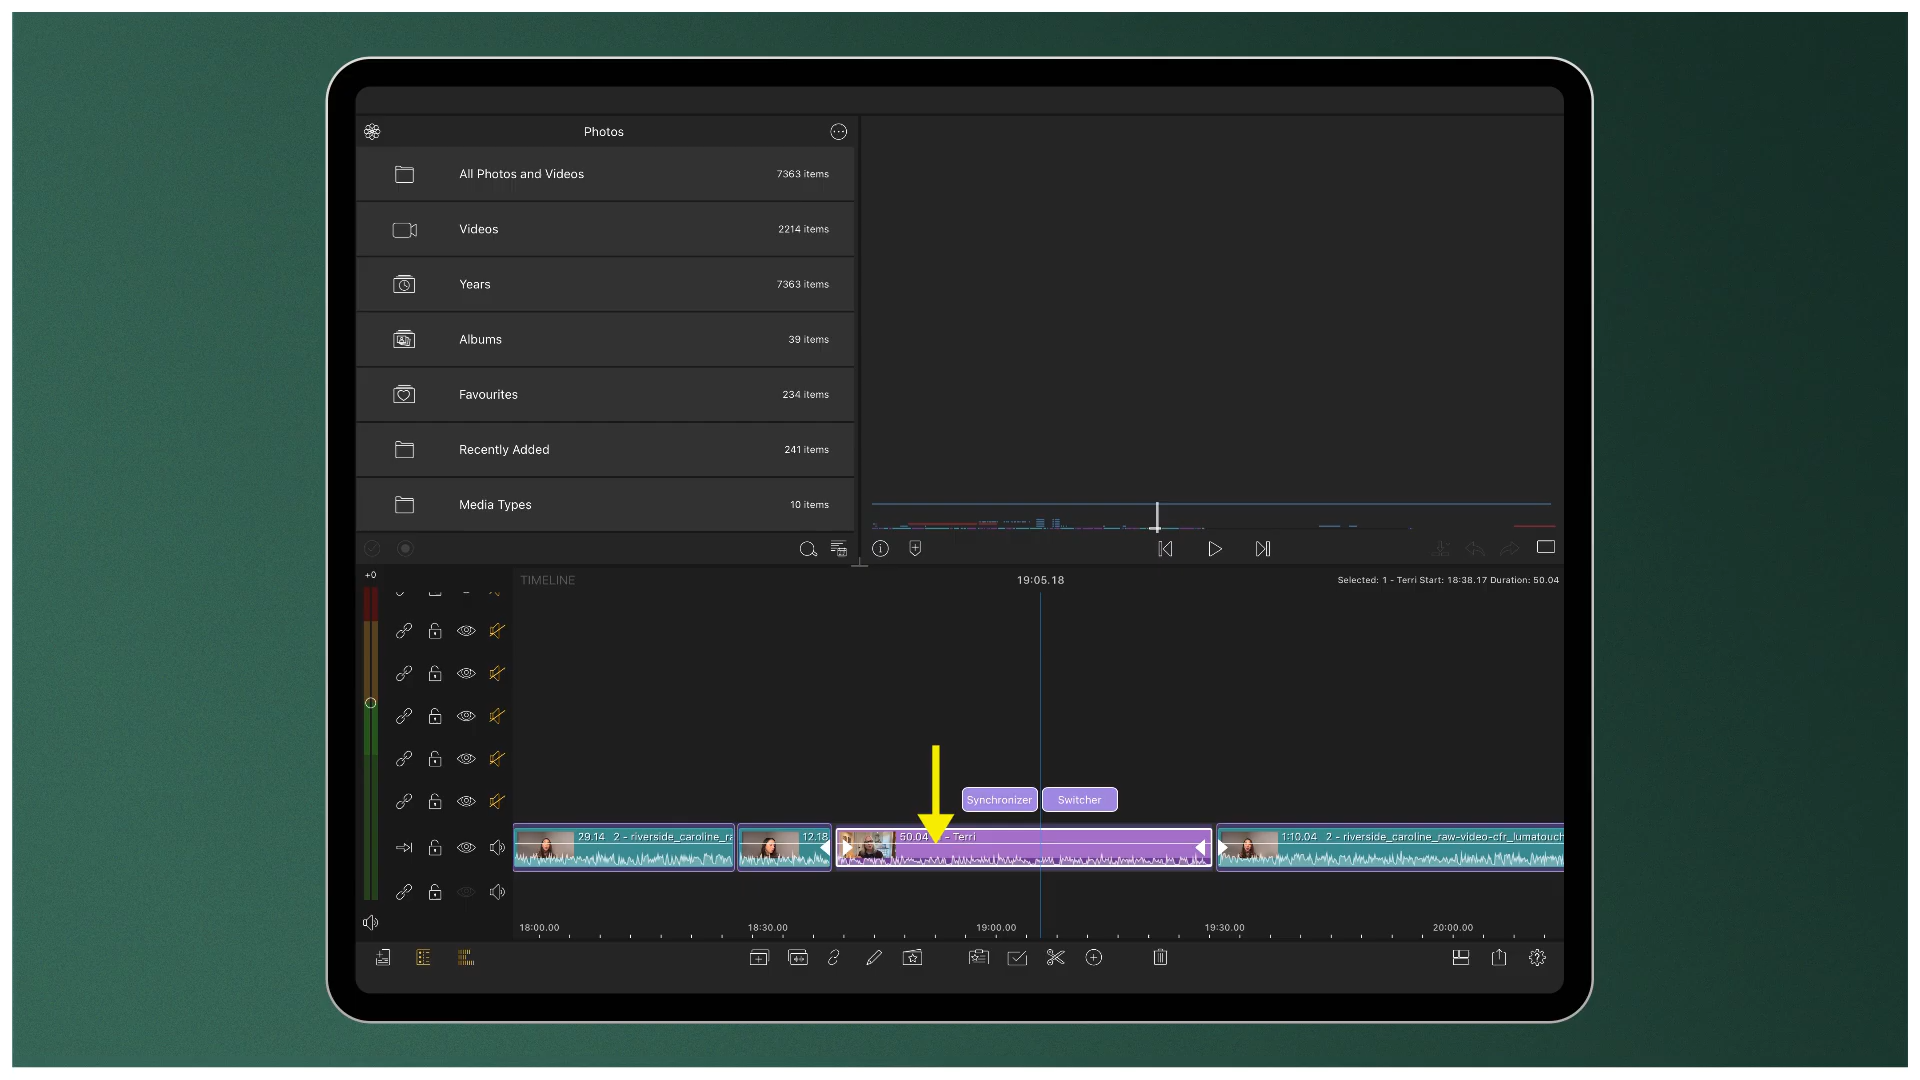 Photos
All Photos and Videos 7363 items
Videos 2214 items
Years 7363 items
Albums 39 items
Favourites 234 items
Recently Added 241 items
Media Types 10 items
+0
TIMELINE
19:05.18
Selected: 1 - Terri Start: 18:38.17 Duration: 50.04
Synchronizer
Switcher
29.14 2 - riverside_caroline_ra
12.18
50.04 - Terri
1:10.04 2 - riverside_caroline_raw-video-cfr_lumatouch
18:00.00 18:30.00 19:00.00 19:30.00 20:00.00